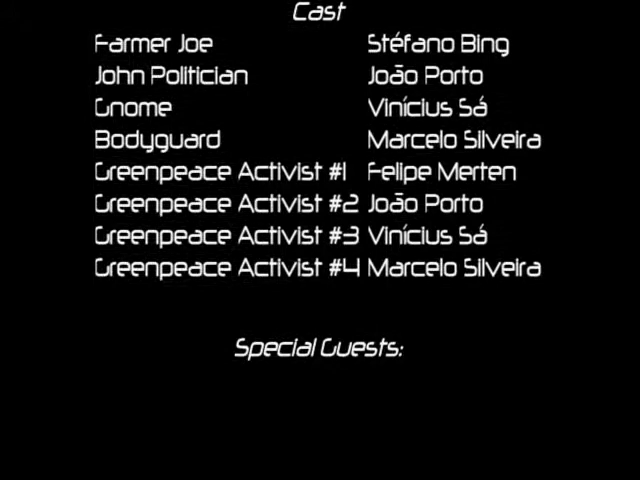 Cast
Farmer Joe Stéfano Bing
John Politician João Porto
Gnome Vinícius Sá
Bodyguard Marcelo Silveira
Greenpeace Activist #1 Felipe Merten
Greenpeace Activist #2 João Porto
Greenpeace Activist #3 Vinícius Sá
Greenpeace Activist #4 Marcelo Silveira
Special Guests: